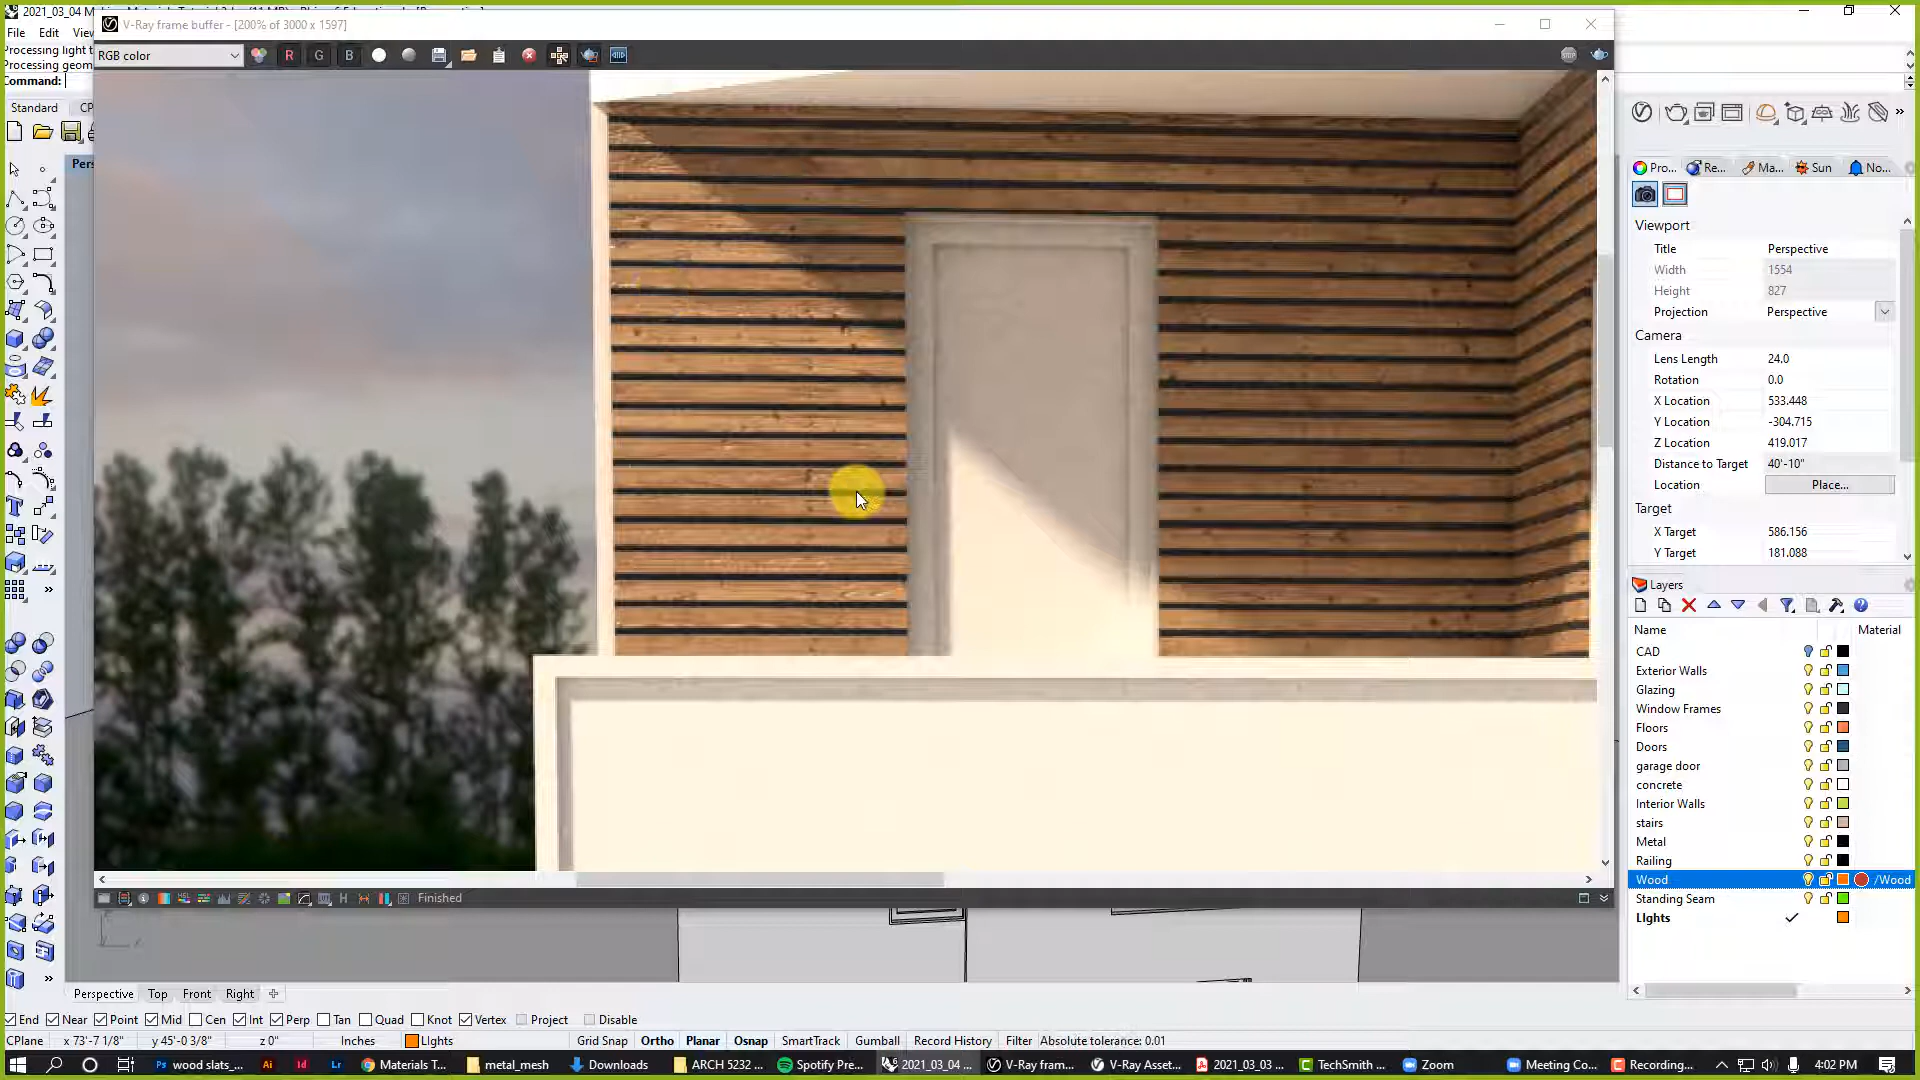 V-Ray frame buffer - [200% of 3000 x 1597]
File Edit
Processing light
Processing geom
Command:
RGB color
R G B
Standard
Pro... Re... Ma... Sun No...
Viewport
Title Perspective
Width 1554
Height 827
Projection Perspective
Camera
Lens Length 24.0
Rotation 0.0
X Location 533.448
Y Location -304.715
Z Location 419.017
Distance to Target 40'-10"
Location Place...
Target
X Target 586.156
Y Target 181.088
Layers
Name Material
CAD
Exterior Walls
Glazing
Window Frames
Floors
Doors
garage door
concrete
Interior Walls
stairs
Metal
Railing
Wood /Wood
Standing Seam
LIghts
Finished
Perspective Top Front Right
End Near Point Mid Cen Int Perp Tan Quad Knot Vertex Project Disable
CPlane x 73'-7 1/8" y 45'-0 3/8" z 0" Inches LIghts Grid Snap Ortho Planar Osnap SmartTrack Gumball Record History Filter Absolute tolerance: 0.01
wood slats_... Materials T... metal_mesh Downloads ARCH 5232 ... Spotify Pre... 2021_03_04 ... V-Ray fram... V-Ray Asset... 2021_03_03 ... TechSmith ... Zoom Meeting Co... Recording... 4:02 PM